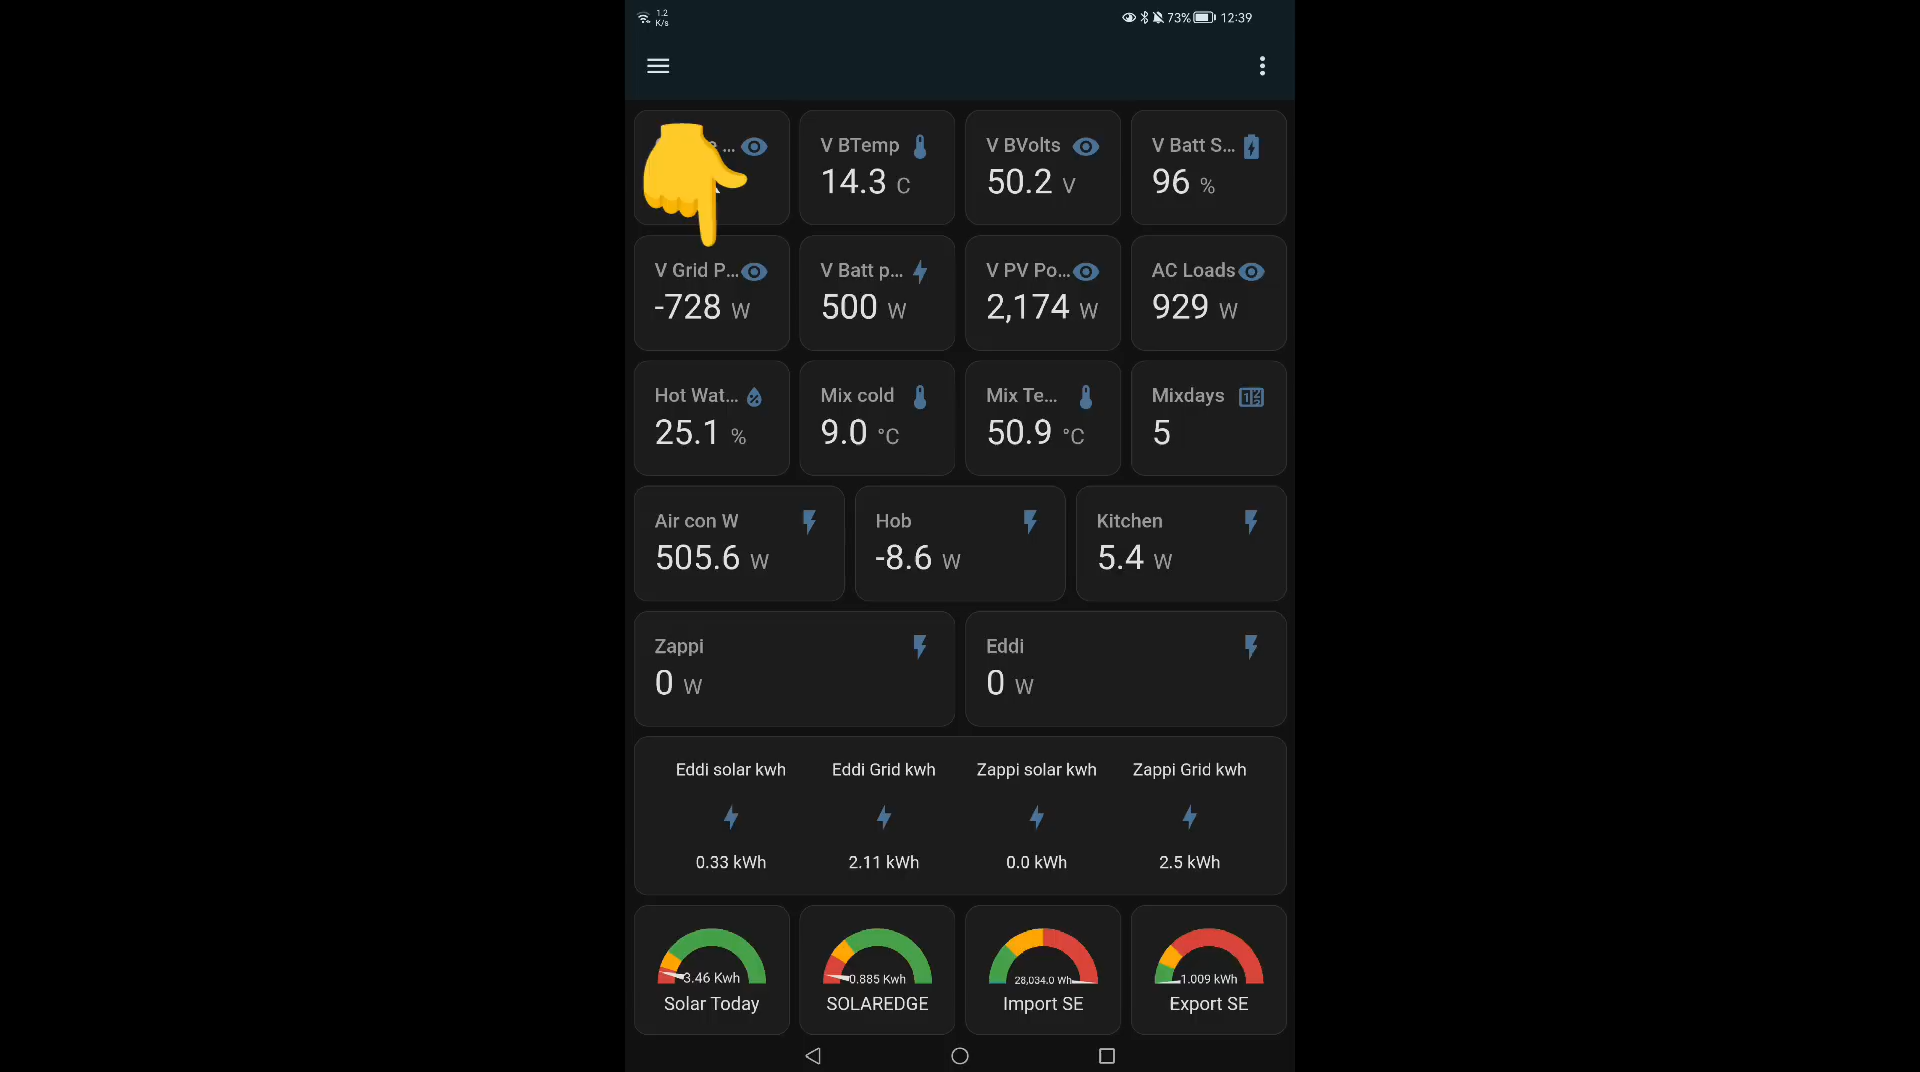 1.2
K/s
73%
12:39
V BTemp
14.3 C
V BVolts
50.2 V
V Batt S...
96 %
V Grid P...
-728 W
V Batt p...
500 W
V PV Po...
2,174 W
AC Loads
929 W
Hot Wat...
25.1 %
Mix cold
9.0 °C
Mix Te...
50.9 °C
Mixdays
5
Air con W
505.6 W
Hob
-8.6 W
Kitchen
5.4 W
Zappi
0 W
Eddi
0 W
Eddi solar kwh
Eddi Grid kwh
Zappi solar kwh
Zappi Grid kwh
0.33 kWh
2.11 kWh
0.0 kWh
2.5 kWh
3.46 Kwh
Solar Today
0.885 Kwh
SOLAREDGE
28,034.0 Wh
Import SE
1.009 kWh
Export SE